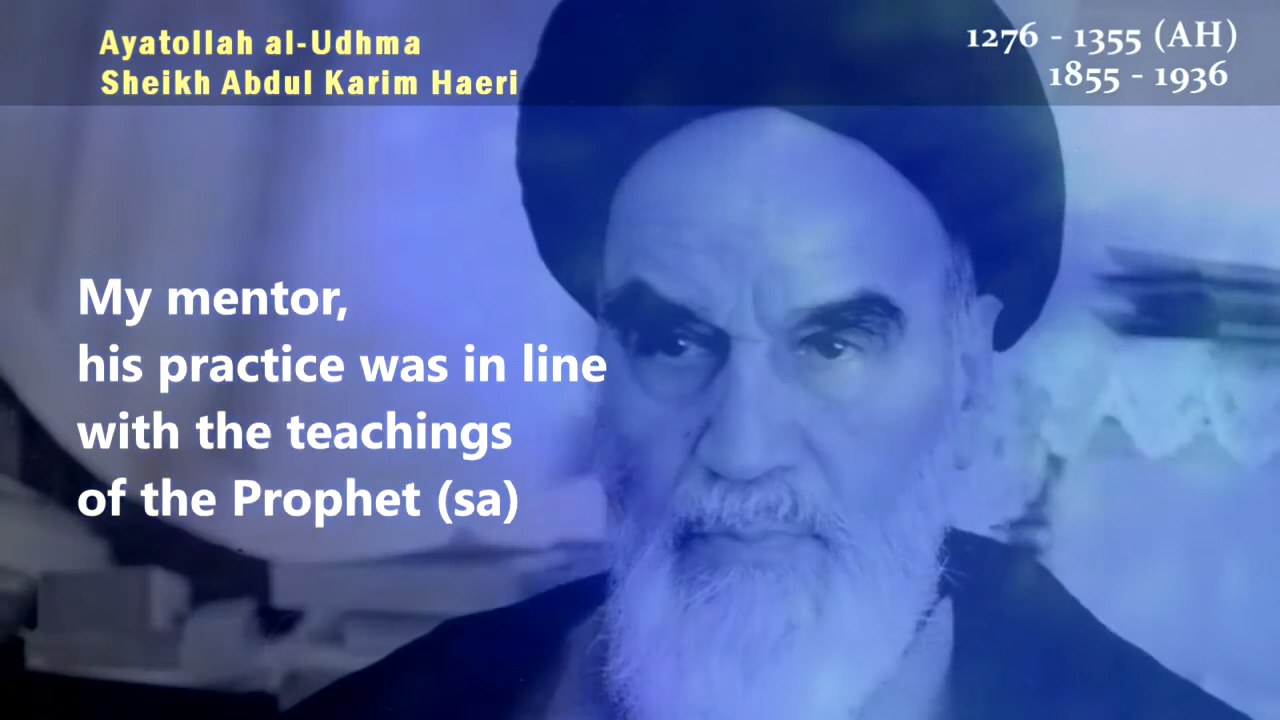 Ayatollah al-Udhma
Sheikh Abdul Karim Haeri
1276 - 1355 (AH)
1855 - 1936
My mentor,
his practice was in line
with the teachings
of the Prophet (sa)